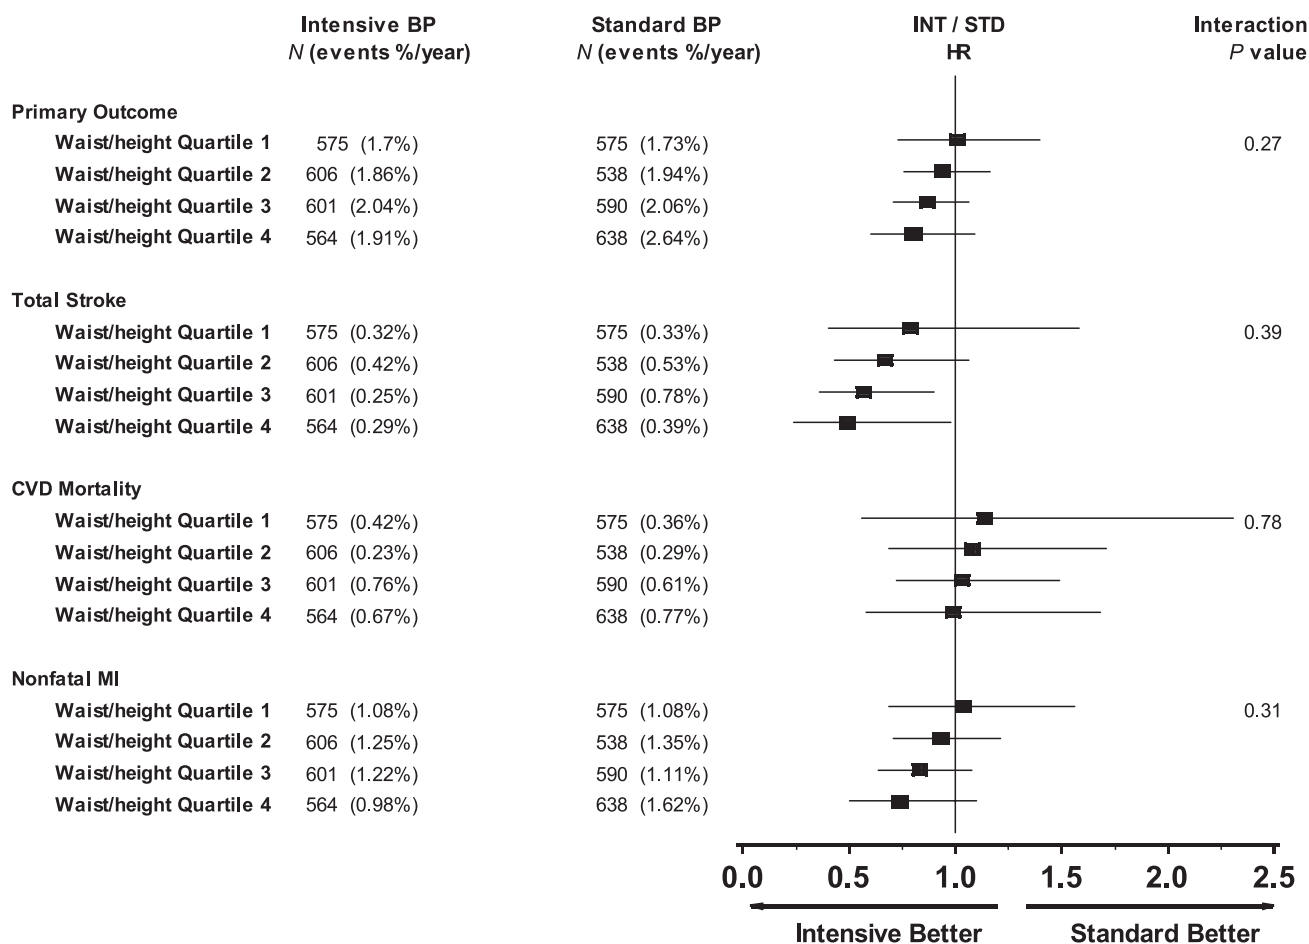 Intensive BP Standard BP INT / STD Interaction
N (events %/year) N (events %/year) HR P value
Primary Outcome
Waist/height Quartile 1 575 (1.7%) 575 (1.73%) 0.27
Waist/height Quartile 2 606 (1.86%) 538 (1.94%)
Waist/height Quartile 3 601 (2.04%) 590 (2.06%)
Waist/height Quartile 4 564 (1.91%) 638 (2.64%)
Total Stroke
Waist/height Quartile 1 575 (0.32%) 575 (0.33%) 0.39
Waist/height Quartile 2 606 (0.42%) 538 (0.53%)
Waist/height Quartile 3 601 (0.25%) 590 (0.78%)
Waist/height Quartile 4 564 (0.29%) 638 (0.39%)
CVD Mortality
Waist/height Quartile 1 575 (0.42%) 575 (0.36%) 0.78
Waist/height Quartile 2 606 (0.23%) 538 (0.29%)
Waist/height Quartile 3 601 (0.76%) 590 (0.61%)
Waist/height Quartile 4 564 (0.67%) 638 (0.77%)
Nonfatal MI
Waist/height Quartile 1 575 (1.08%) 575 (1.08%) 0.31
Waist/height Quartile 2 606 (1.25%) 538 (1.35%)
Waist/height Quartile 3 601 (1.22%) 590 (1.11%)
Waist/height Quartile 4 564 (0.98%) 638 (1.62%)
0.0 0.5 1.0 1.5 2.0 2.5
Intensive Better Standard Better